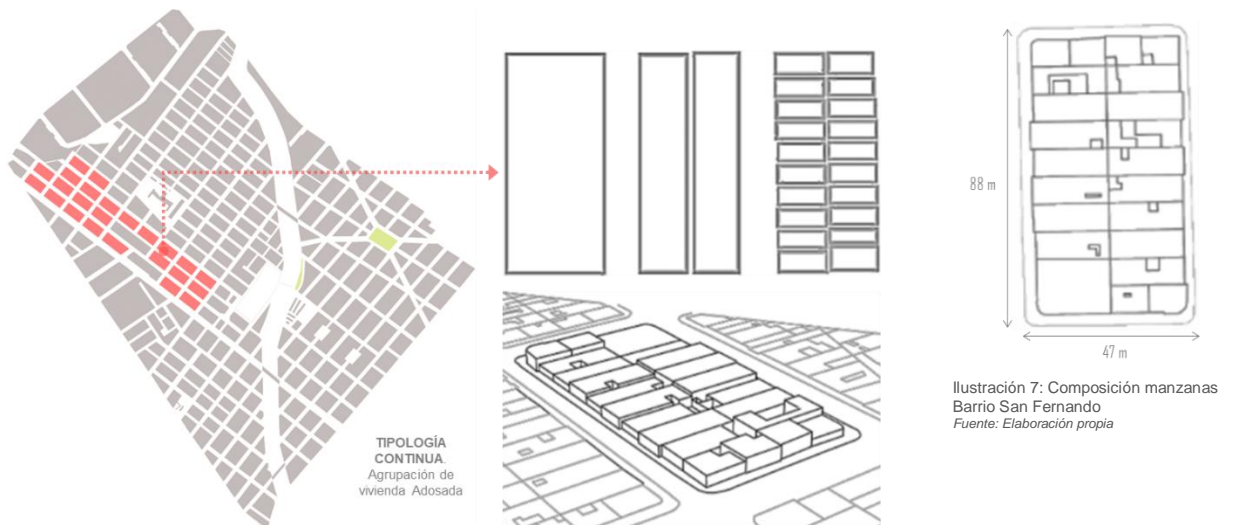 TIPOLOGÍA
CONTINUA.
Agrupación de
vivienda Adosada
88 m
47 m
Ilustración 7: Composición manzanas
Barrio San Fernando
Fuente: Elaboración propia